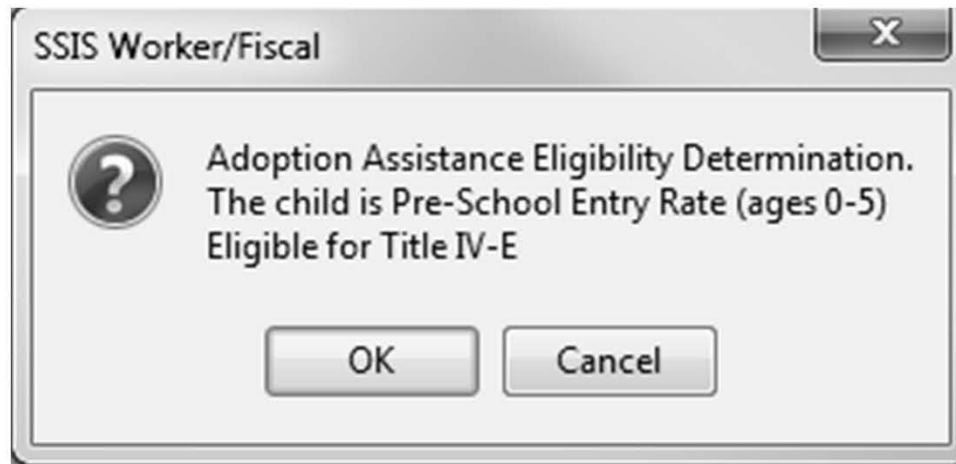 SSIS Worker/Fiscal
Adoption Assistance Eligibility Determination.
The child is Pre-School Entry Rate (ages 0-5)
Eligible for Title IV-E
OK
Cancel